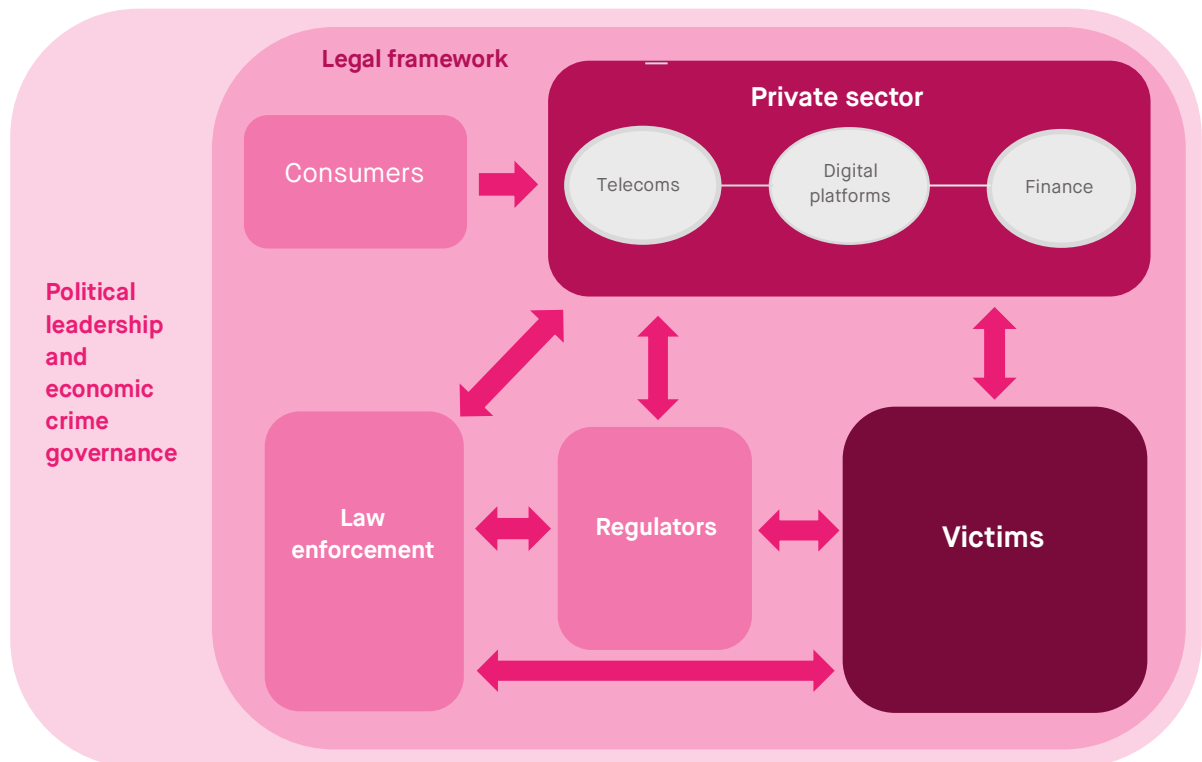 Legal framework
Private sector
Consumers
Telecoms
Digital
platforms
Finance
Political
leadership
and
economic
crime
governance
Law
enforcement
Regulators
Victims